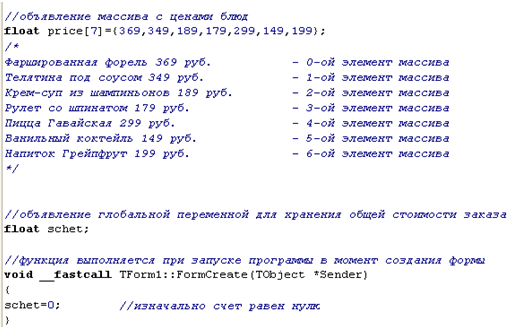 //объявление массива с ценами блюд
float price[7]={369,349,189,179,299,149,199};
/*
Фаршированная форель 369 руб. - 0-ой элемент массива
Телятина под соусом 349 руб. - 1-ой элемент массива
Крем-суп из шампиньонов 189 руб. - 2-ой элемент массива
Рулет со шпинатом 179 руб. - 3-ой элемент массива
Пицца Гавайская 299 руб. - 4-ой элемент массива
Ванильный коктейль 149 руб. - 5-ой элемент массива
Напиток Грейпфрут 199 руб. - 6-ой элемент массива
*/
//объявление глобальной переменной для хранения общей стоимости заказа
float schet;
//функция выполняется при запуске программы в момент создания формы
void __fastcall TForm1::FormCreate(TObject *Sender)
{
schet=0; //изначально счет равен нулю
}